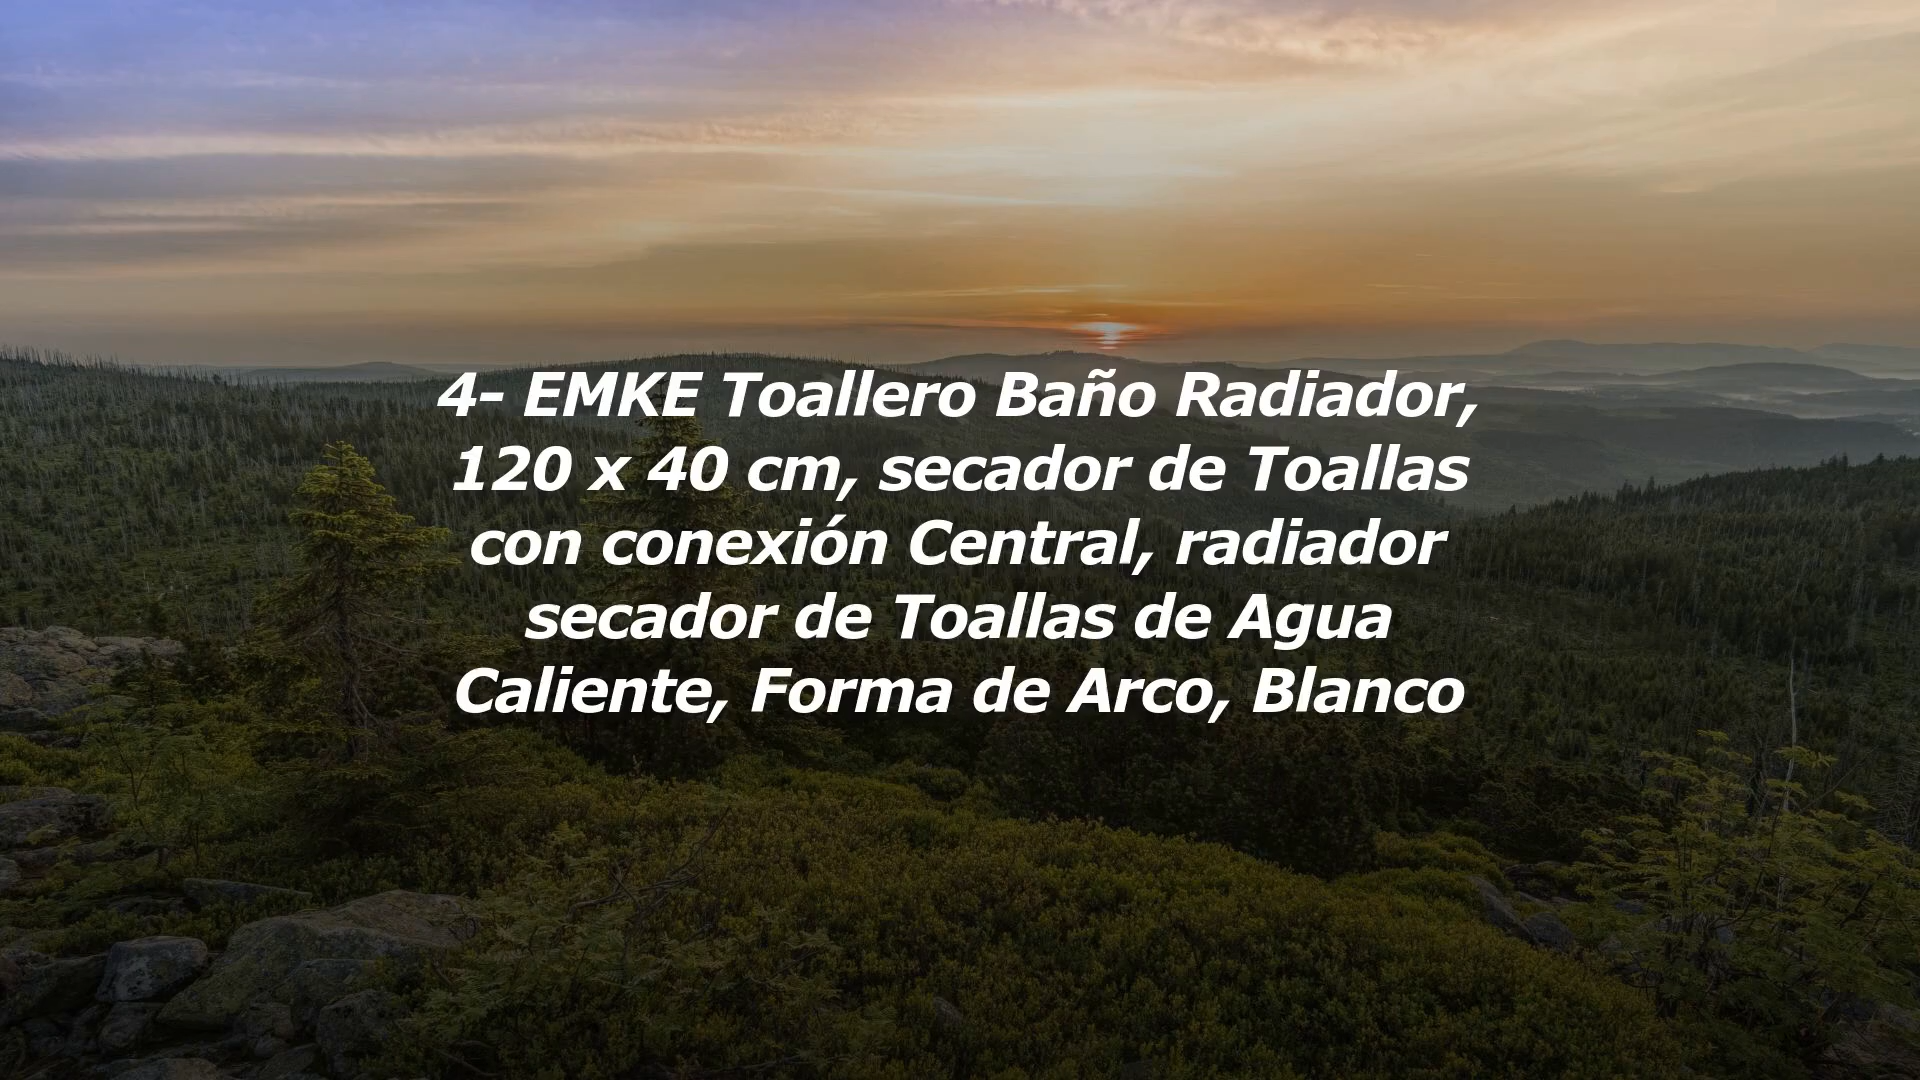 4- EMKE Toallero Baño Radiador,
120 x 40 cm, secador de Toallas
con conexión Central, radiador
secador de Toallas de Agua
Caliente, Forma de Arco, Blanco